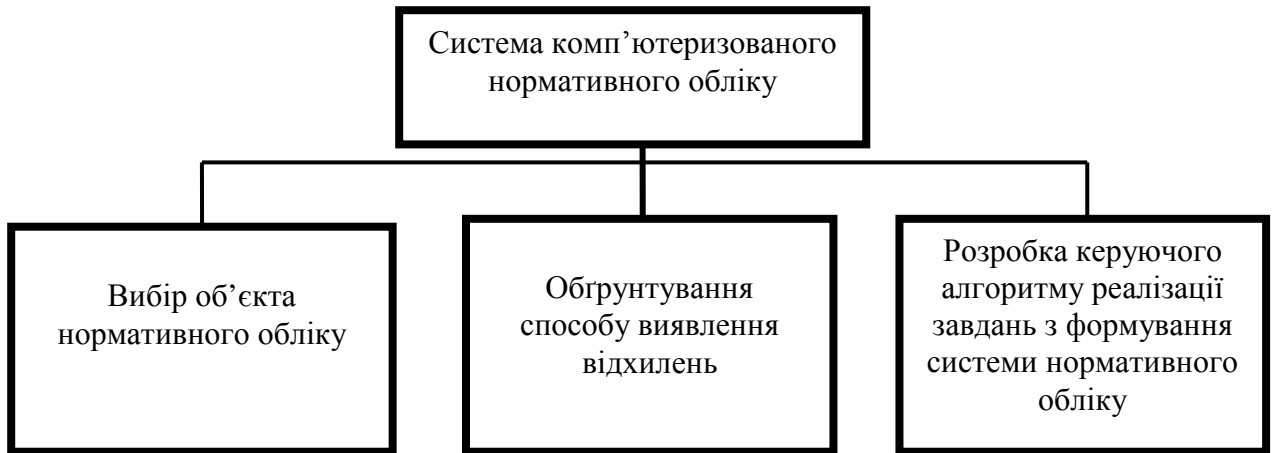 Система комп’ютеризованого
нормативного обліку
Вибір об’єкта
нормативного обліку
Обґрунтування
способу виявлення
відхилень
Розробка керуючого
алгоритму реалізації
завдань з формування
системи нормативного
обліку